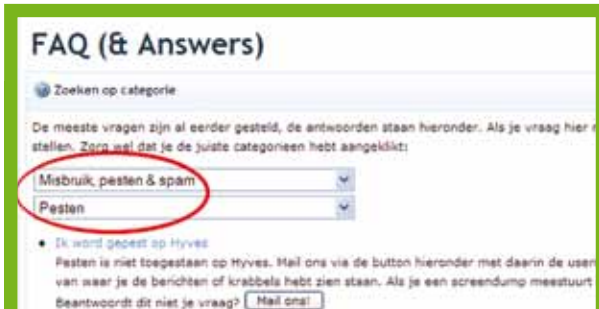 FAQ (& Answers)
Zoeken op categorie
De meeste vragen zijn al eerder gesteld, de antwoorden staan hieronder. Als je vraag hier
stellen. Zorg wel dat je de juiste categorieen hebt aangeklikt:
Misbruik, pesten & spam
Pesten
Ik word gepest op Hyves
Pesten is niet toegestaan op Hyves. Mail ons via de button hieronder met daarin de user
van waar je de berichten of krabbels hebt zien staan. Als je een screendump meestuurt
Beantwoordt dit niet je vraag? Mail ons!